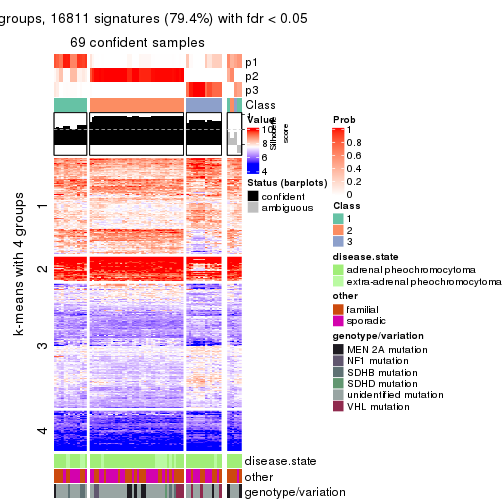 groups, 16811 signatures (79.4%) with fdr < 0.05
69 confident samples
p1
p2
p3
Class
1
Silhouette
score
k-means with 4 groups
1
2
3
4
disease.state
other
genotype/variation
Value
10
8
6
4
Status (barplots)
confident
ambiguous
Prob
1
0.8
0.6
0.4
0.2
0
Class
1
2
3
disease.state
adrenal pheochromocytoma
extra-adrenal pheochromocytoma
other
familial
sporadic
genotype/variation
MEN 2A mutation
NF1 mutation
SDHB mutation
SDHD mutation
unidentified mutation
VHL mutation